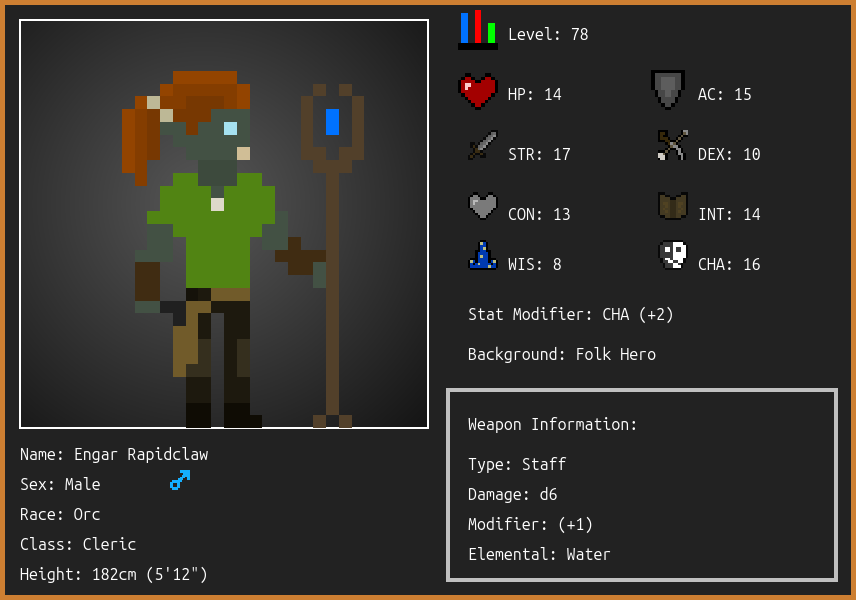 Level: 78
HP: 14
AC: 15
STR: 17
DEX: 10
CON: 13
INT: 14
WIS: 8
CHA: 16
Stat Modifier: CHA (+2)
Background: Folk Hero
Weapon Information:
Type: Staff
Damage: d6
Modifier: (+1)
Elemental: Water
Name: Engar Rapidclaw
Sex: Male
Race: Orc
Class: Cleric
Height: 182cm (5'12")